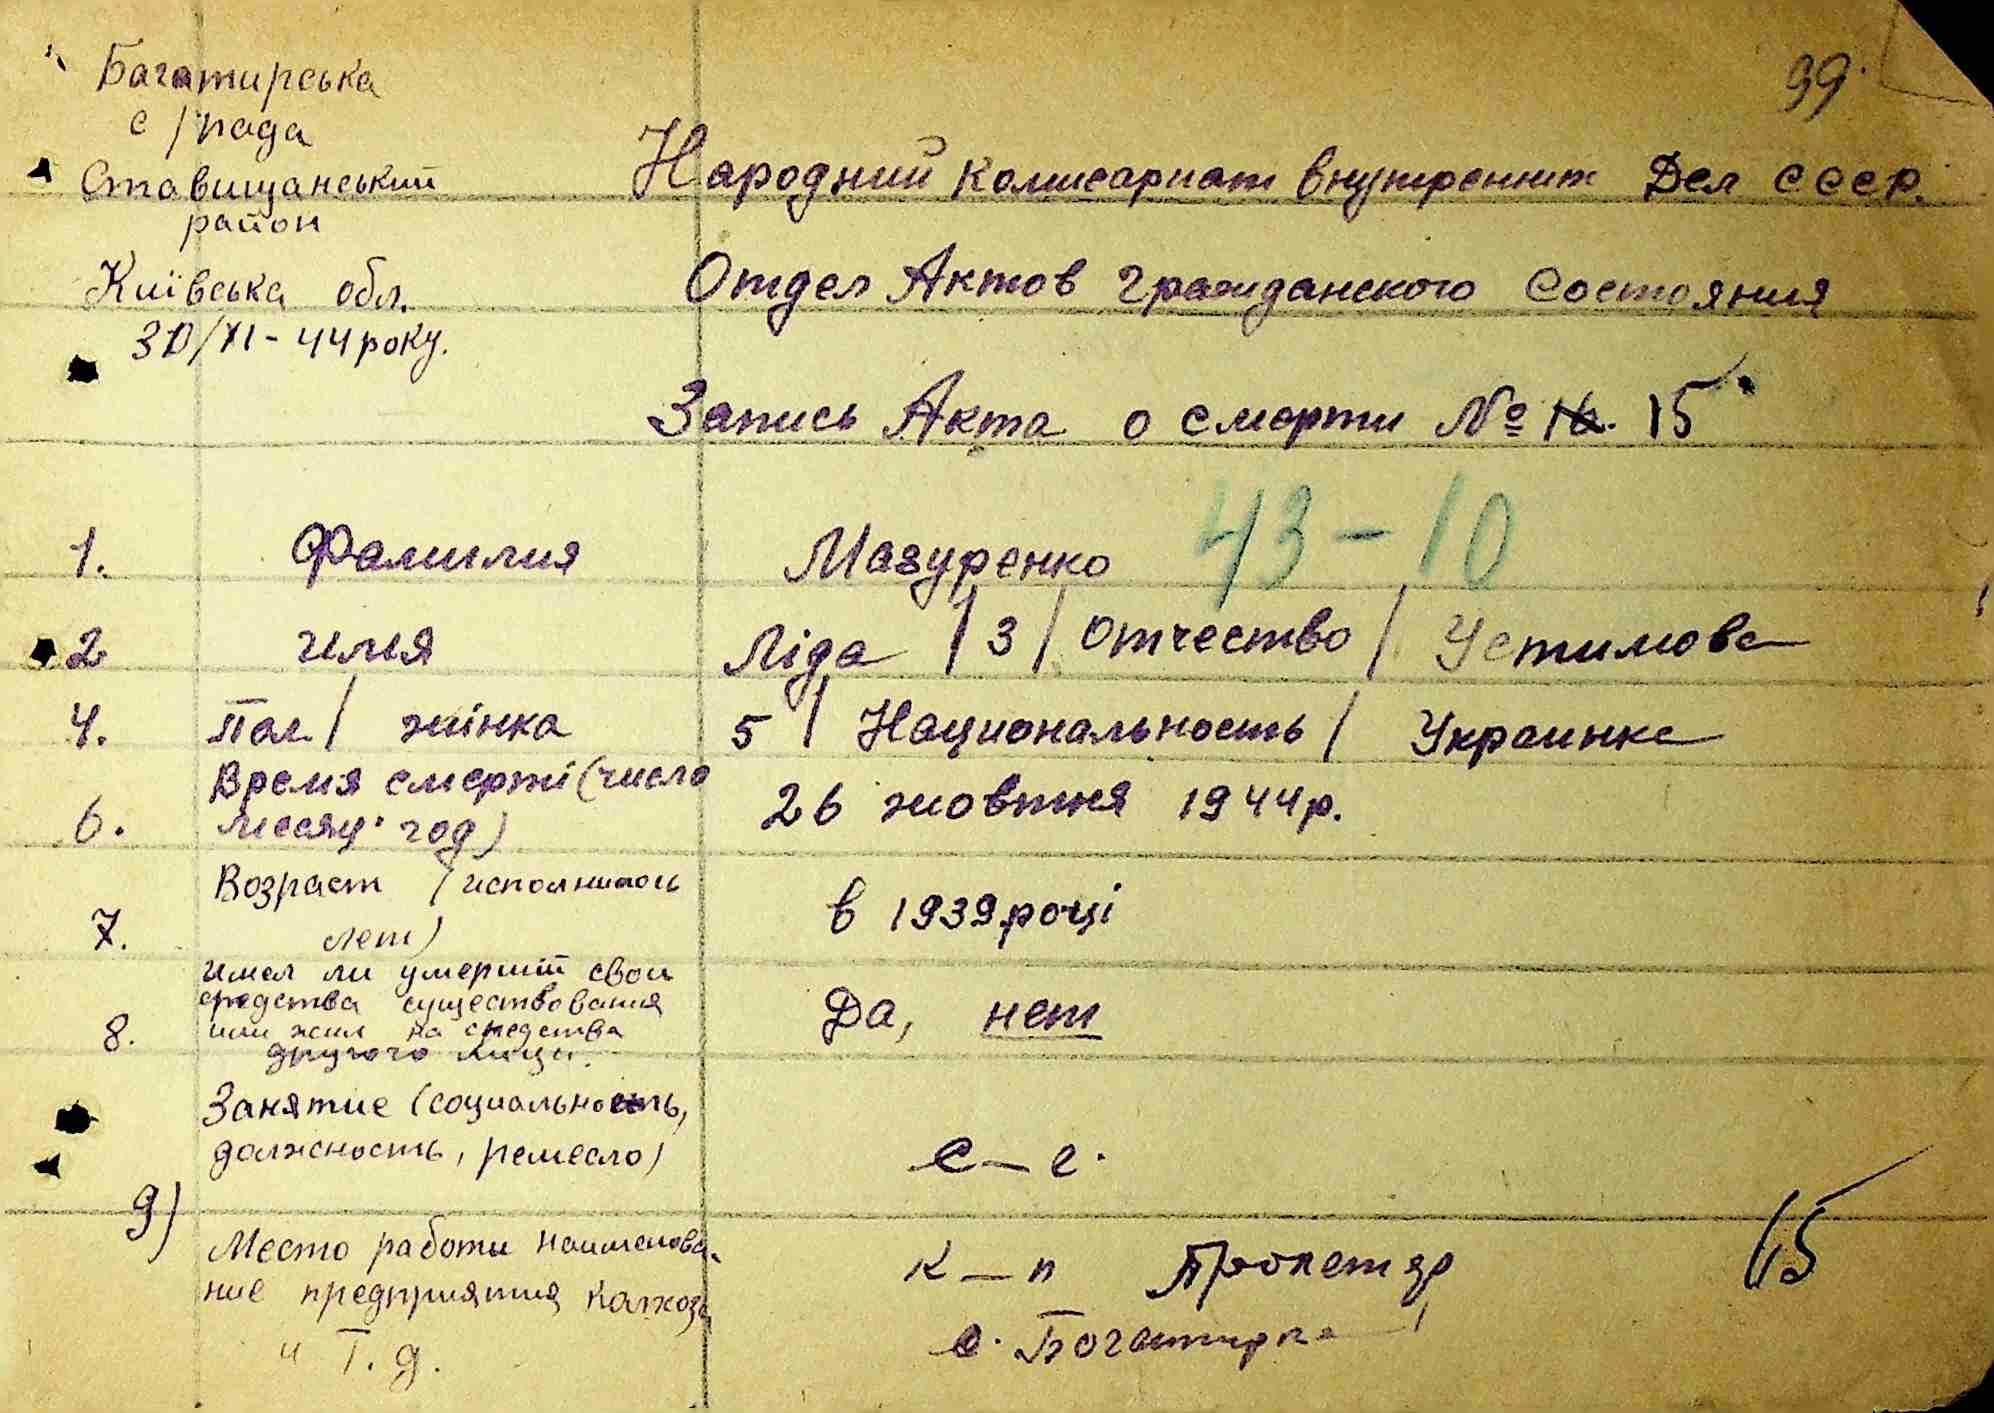 99.
Багатирська
с/рада
Ставищанський
район
Київська обл.
30/XI - 44 року.
Народний Комисариат внутренних Дел СССР.
Отдел Актов Гражданского Состояния
Запись Акта о смерти № 15
43-10
1. Фамилия Мазуренко
2 имя Ліда / 3 / Отчество / Устимова
4. Пол / жінка 5 / Национальность / Украинка
Время смерті (число
6. месяц. год) 26 жовтня 1944р.
Возраст (исполнилось
7. лет) в 1939 році
имел ли умерший свои
средства существования
или жил на средства
8. другого лица. Да, нет
Занятие (социальность,
должность, ремесло) с-г.
9)
Место работи наименова-
ние предприятия колхоза к-п Пролетар
и Т. д. с. Богатирка
15